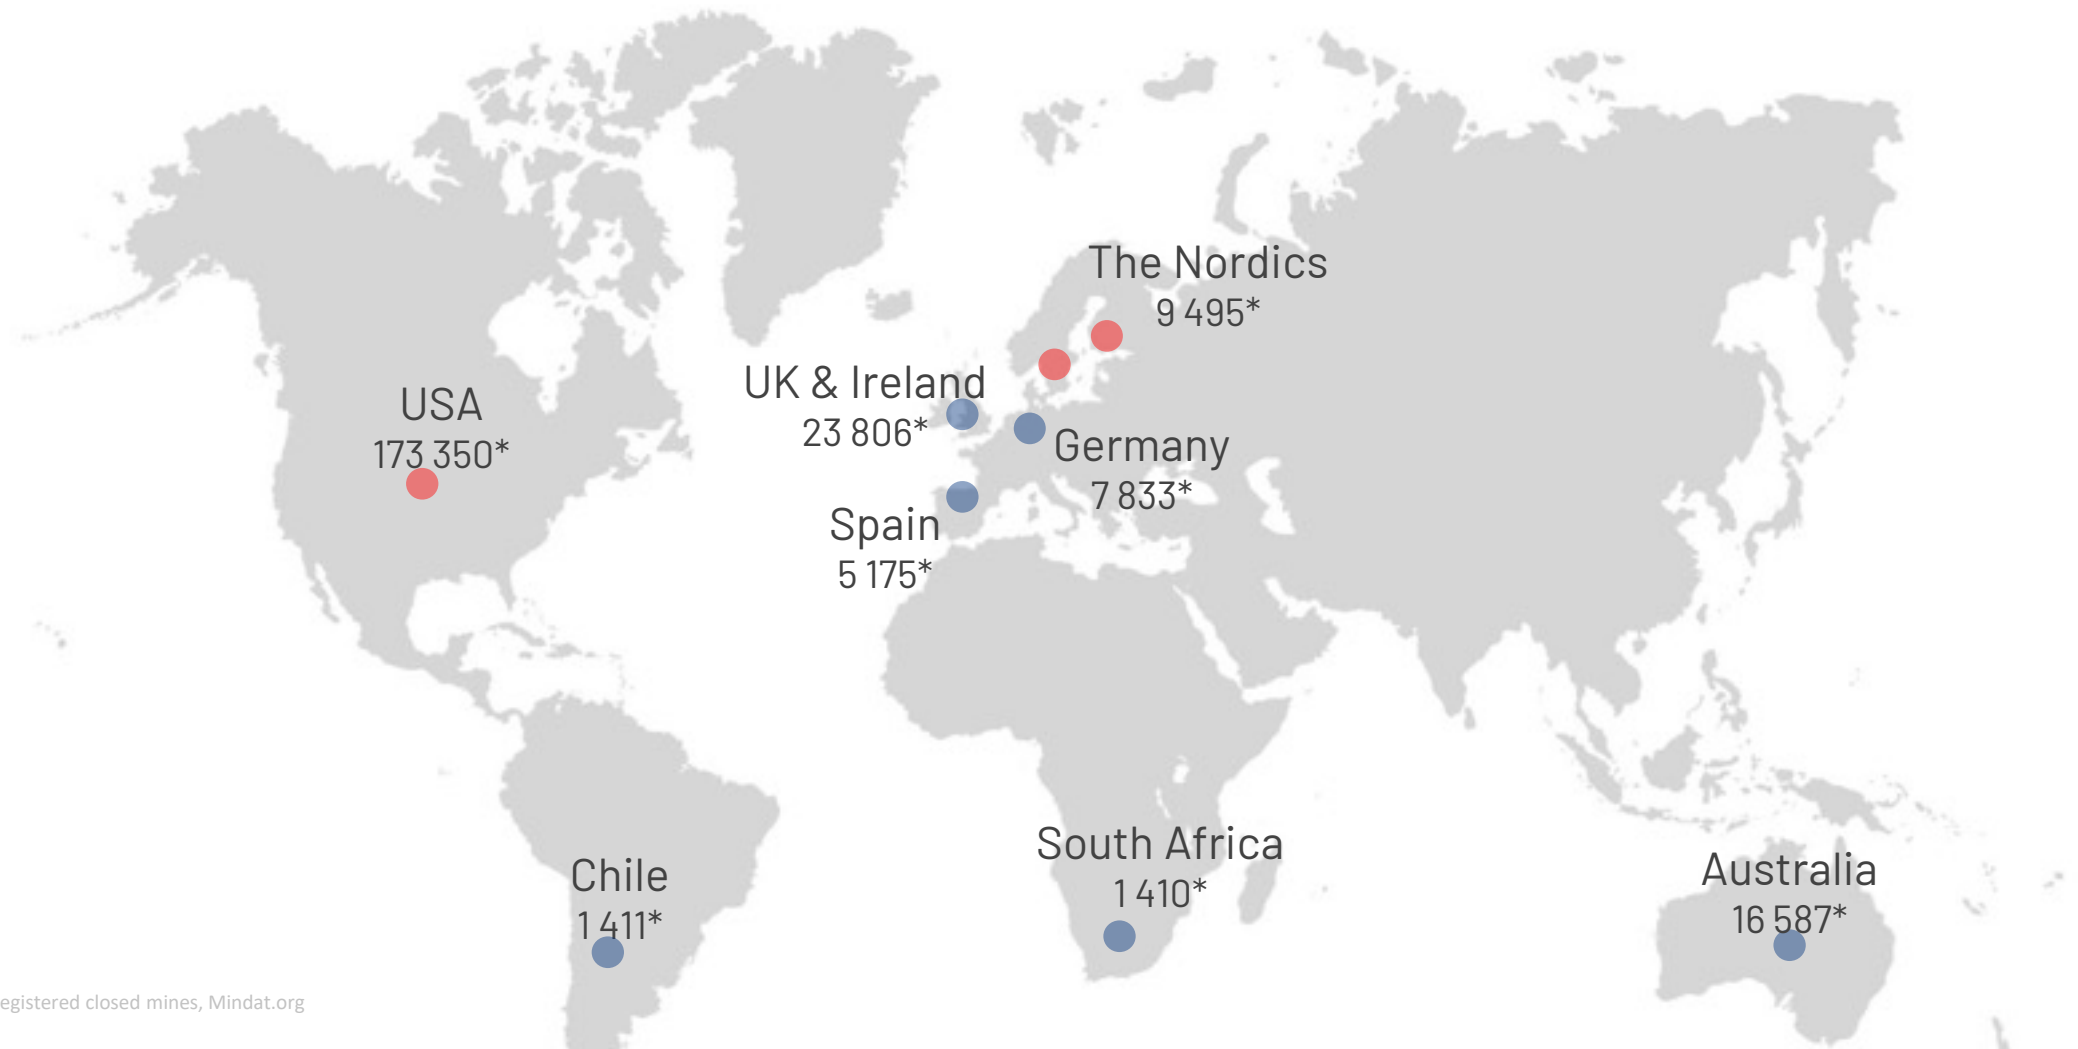 The Nordics
9 495*
UK & Ireland
23 806*
USA
173 350*
Germany
7 833*
Spain
5 175*
South Africa
1 410*
Chile
1 411*
Australia
16 587*
egistered closed mines, Mindat.org